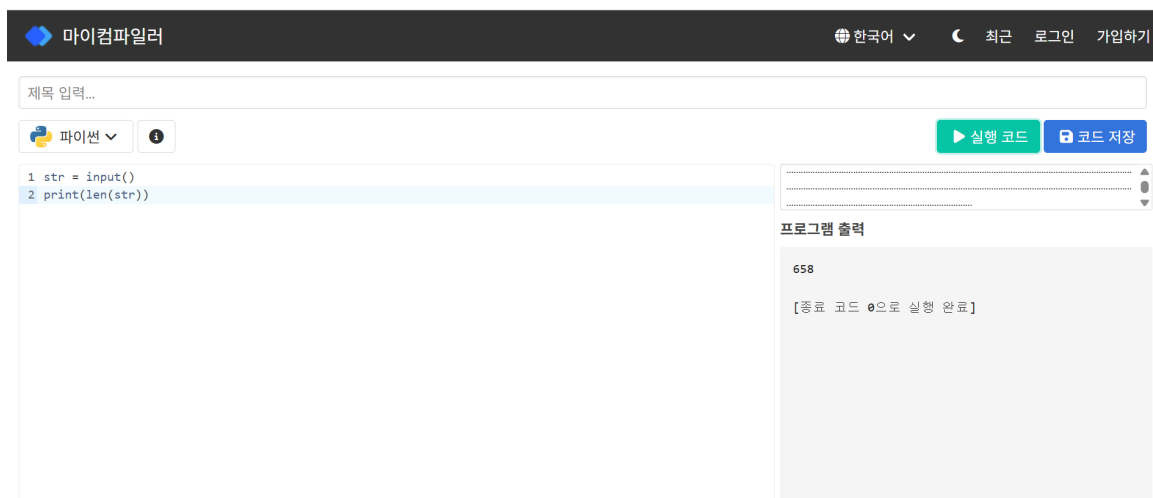 마이컴파일러
한국어
최근
로그인
가입하기
제목 입력...
파이썬
실행 코드
코드 저장
1 str = input()
2 print(len(str))
프로그램 출력
658
[종료 코드 0으로 실행 완료]